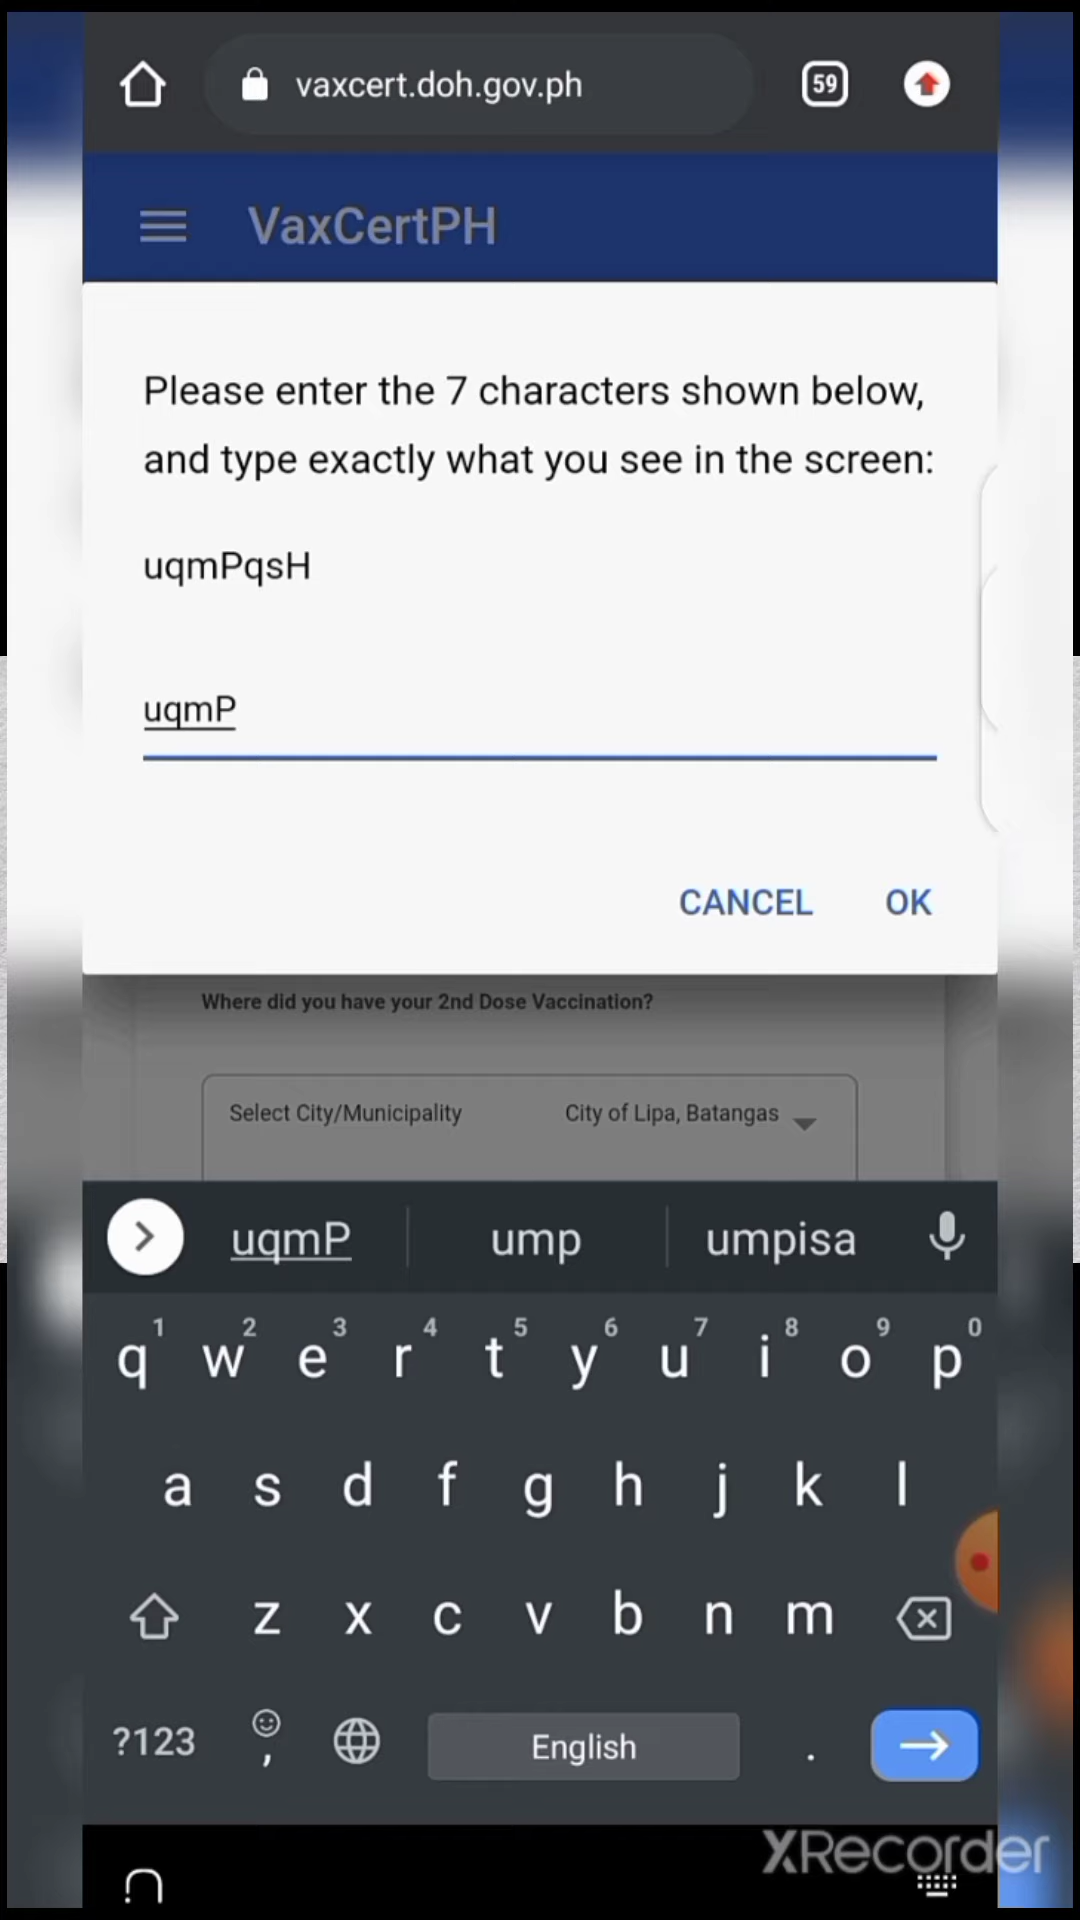 vaxcert.doh.gov.ph
59
VaxCertPH
Please enter the 7 characters shown below,
and type exactly what you see in the screen:
uqmPqsH
uqmP
CANCEL OK
Where did you have your 2nd Dose Vaccination?
Select City/Municipality City of Lipa, Batangas
uqmP ump umpisa
1 2 3 4 5 6 7 8 9 0
q w e r t y u i o p
a s d f g h j k l
z x c v b n m
?123 , English .
XRecorder